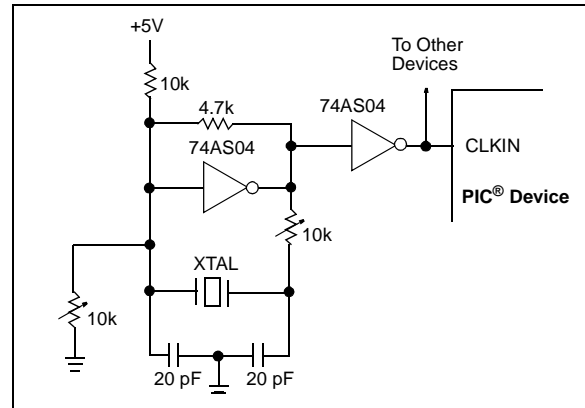 +5V
To Other
Devices
10k
4.7k
74AS04
74AS04
CLKIN
PIC® Device
10k
XTAL
10k
20 pF
20 pF